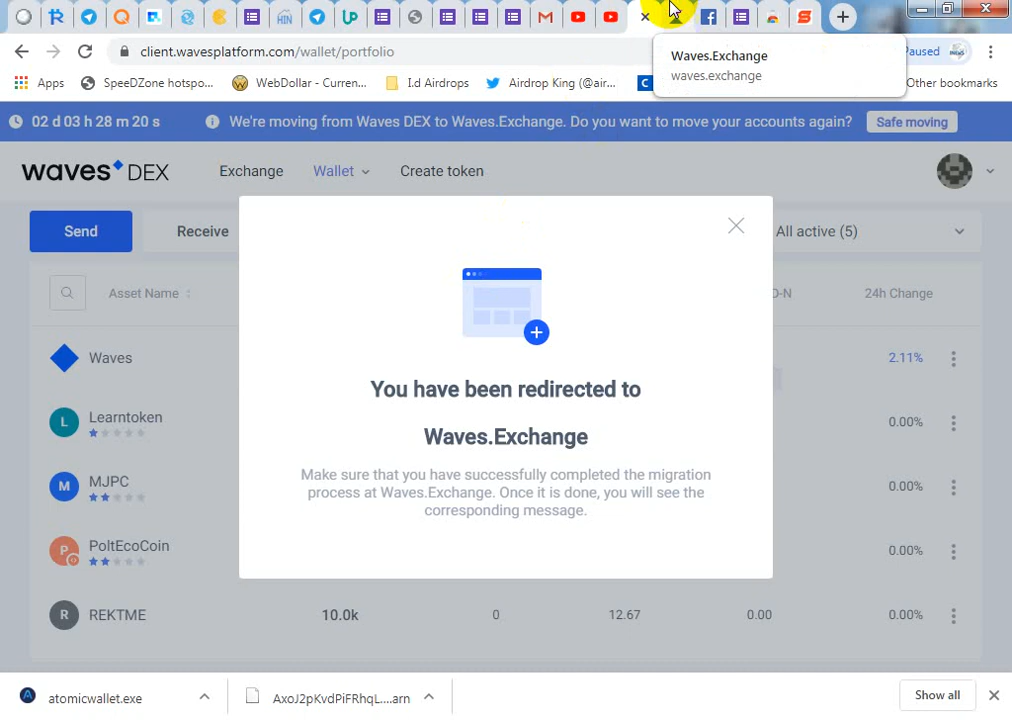 Waves.Exchange
waves.exchange
client.wavesplatform.com/wallet/portfolio
Paused
Apps
SpeeDZone hotspo...
WebDollar - Curren...
I.d Airdrops
Airdrop King (@air...
Other bookmarks
02 d 03 h 28 m 20 s
We're moving from Waves DEX to Waves.Exchange. Do you want to move your accounts again?
Safe moving
waves DEX
Exchange
Wallet
Create token
Send
Receive
All active (5)
Asset Name
24h Change
You have been redirected to
Waves.Exchange
Make sure that you have successfully completed the migration
process at Waves.Exchange. Once it is done, you will see the
corresponding message.
Waves
2.11%
L
Learntoken
0.00%
M
MJPC
0.00%
P
PoltEcoCoin
0.00%
R
REKTME
10.0k
0
12.67
0.00
0.00%
atomicwallet.exe
AxoJ2pKvdPiFRhqL....arn
Show all